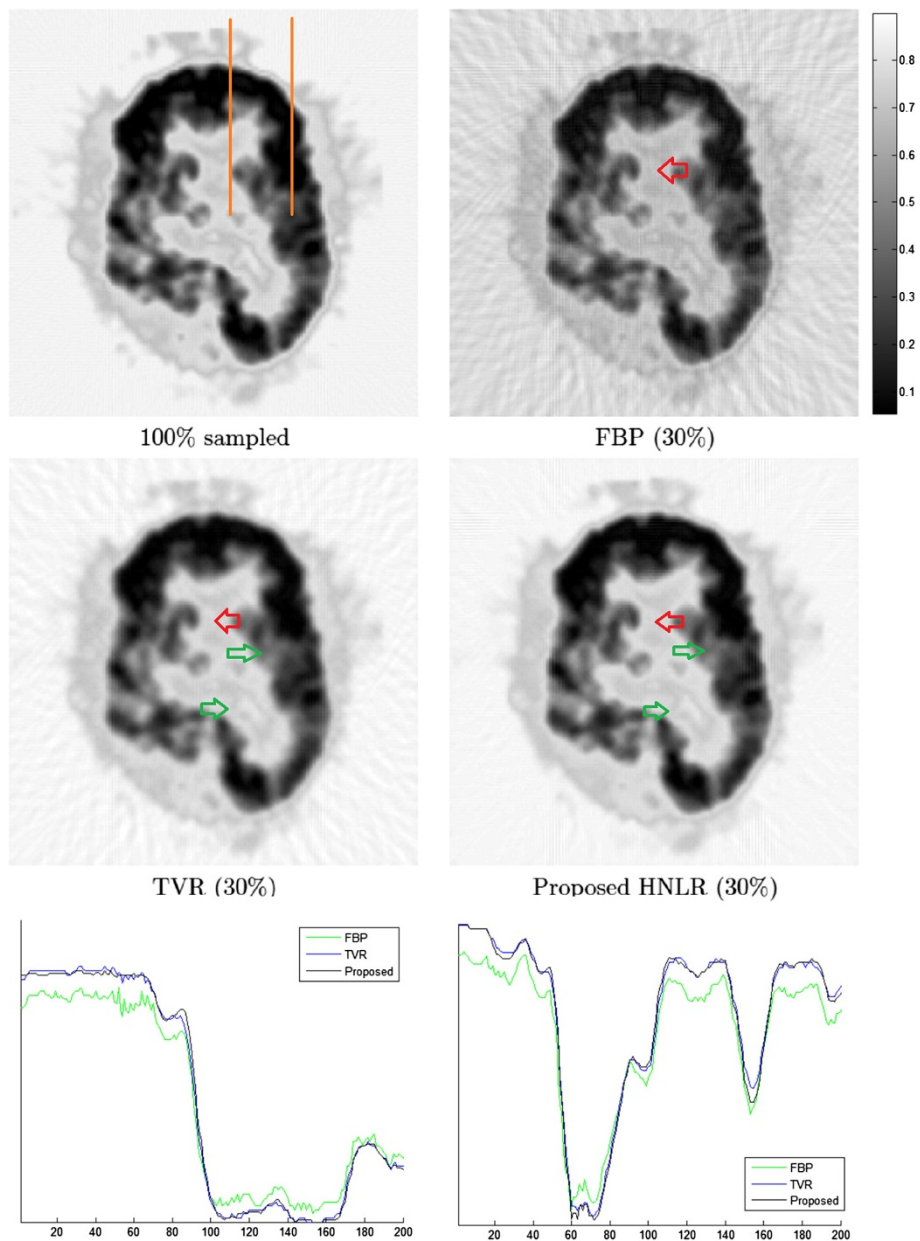 0.8
0.7
0.6
0.5
0.4
0.3
0.2
0.1
100% sampled
FBP (30%)
TVR (30%)
Proposed HNLR (30%)
FBP
TVR
Proposed
20 40 60 80 100 120 140 160 180 200
FBP
TVR
Proposed
20 40 60 80 100 120 140 160 180 200